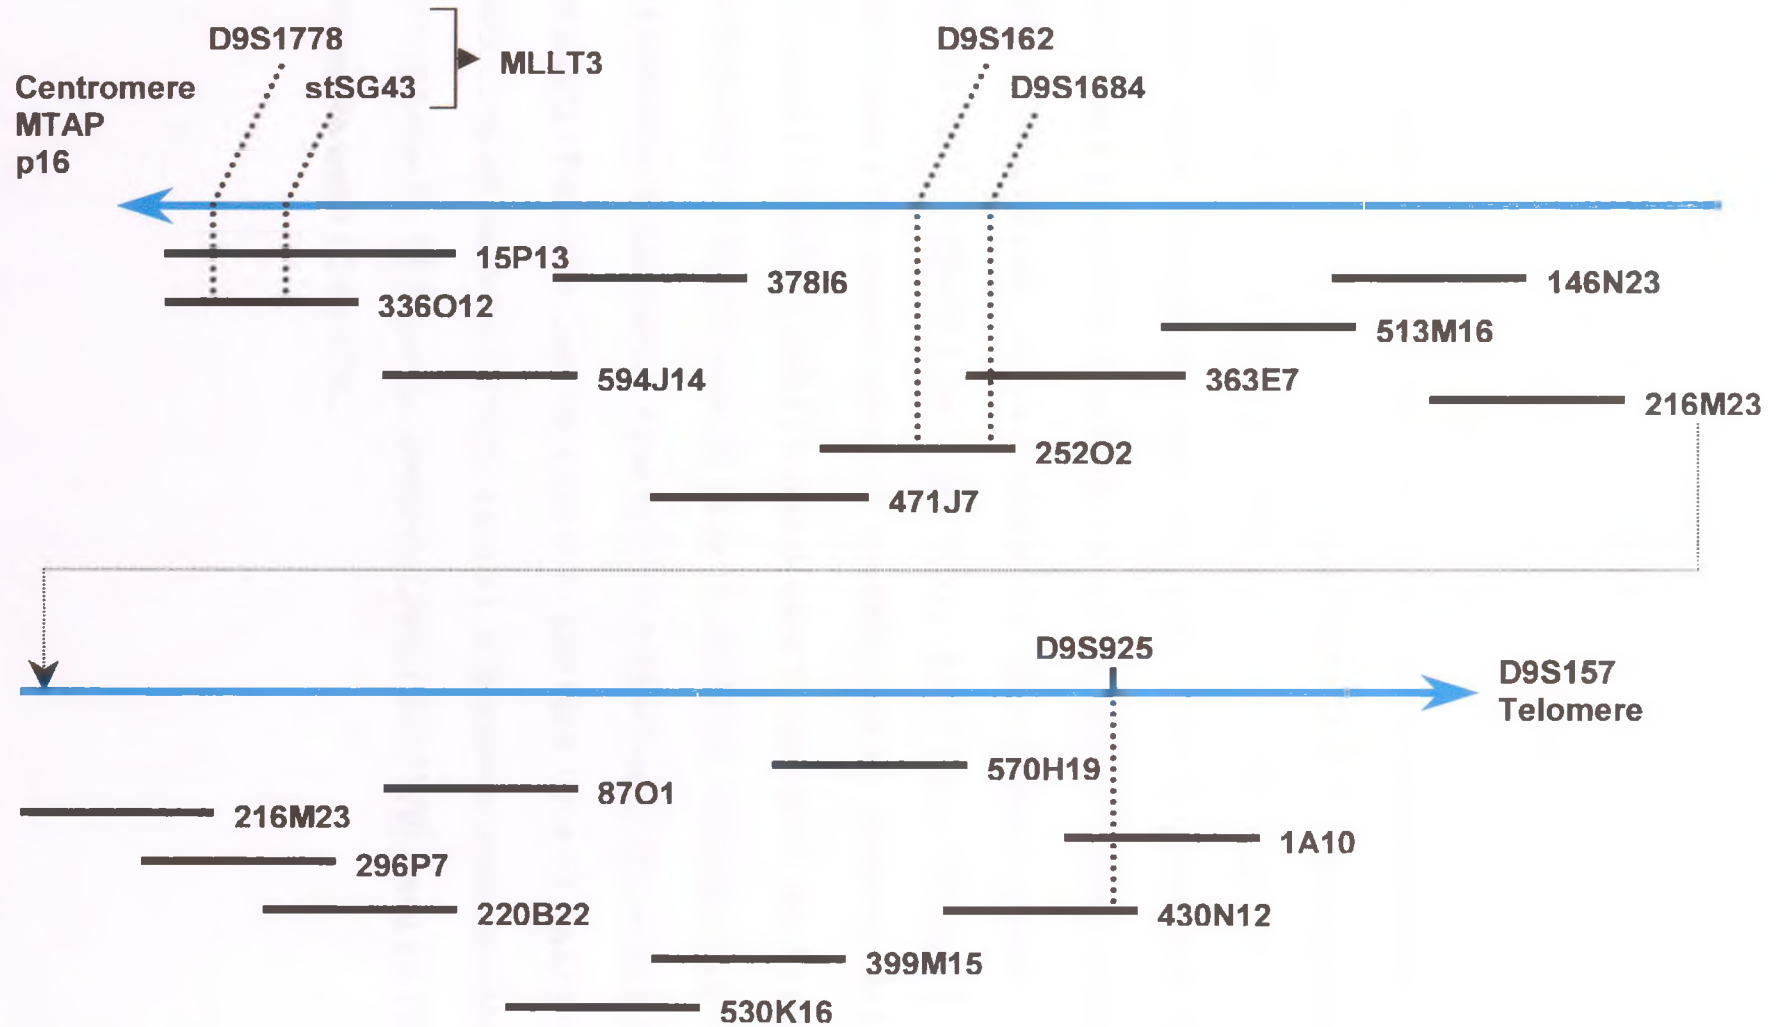 D9S1778
D9S162
MLLT3
Centromere
stSG43
D9S1684
MTAP
p16
15P13
378I6
146N23
336O12
513M16
594J14
363E7
216M23
252O2
471J7
D9S925
D9S157
Telomere
570H19
87O1
216M23
1A10
296P7
220B22
430N12
399M15
530K16